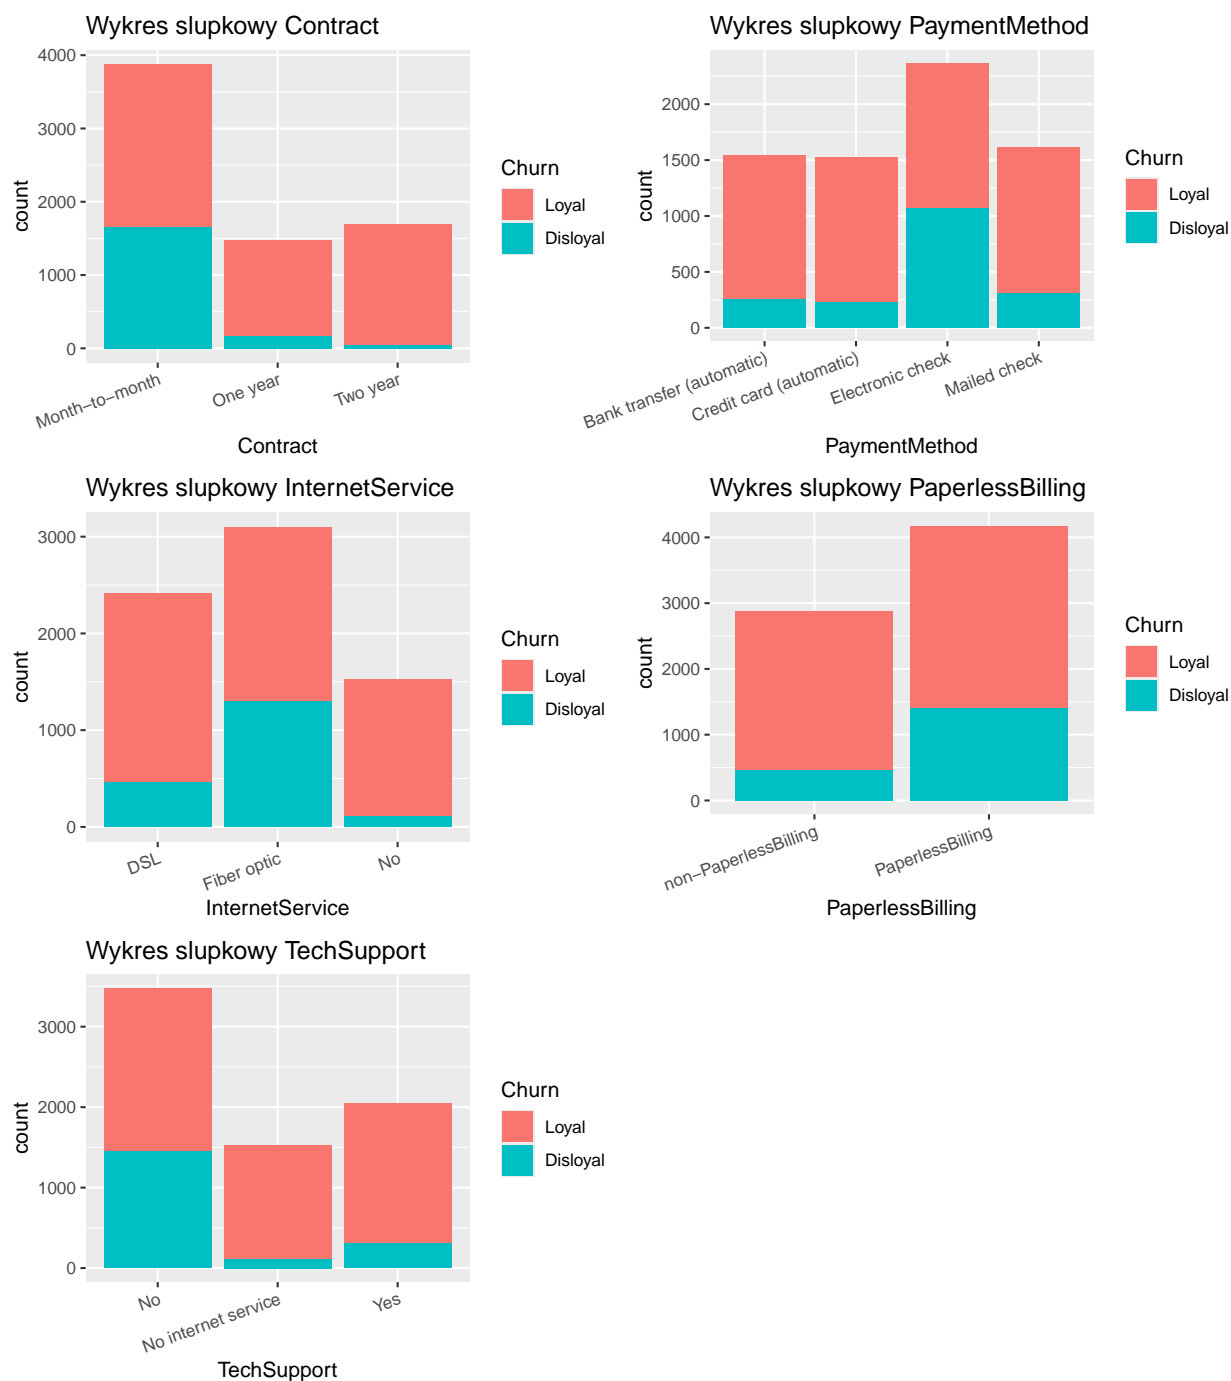 Wykres slupkowy Contract
4000
3000
2000
1000
0
count
Month−to−month
One year
Two year
Contract
Churn
Loyal
Disloyal
Wykres slupkowy PaymentMethod
2000
1500
1000
500
0
count
Bank transfer (automatic)
Credit card (automatic)
Electronic check
Mailed check
PaymentMethod
Churn
Loyal
Disloyal
Wykres slupkowy InternetService
3000
2000
1000
0
count
DSL
Fiber optic
No
InternetService
Churn
Loyal
Disloyal
Wykres slupkowy PaperlessBilling
4000
3000
2000
1000
0
count
non−PaperlessBilling
PaperlessBilling
PaperlessBilling
Churn
Loyal
Disloyal
Wykres slupkowy TechSupport
3000
2000
1000
0
count
No
No internet service
Yes
TechSupport
Churn
Loyal
Disloyal